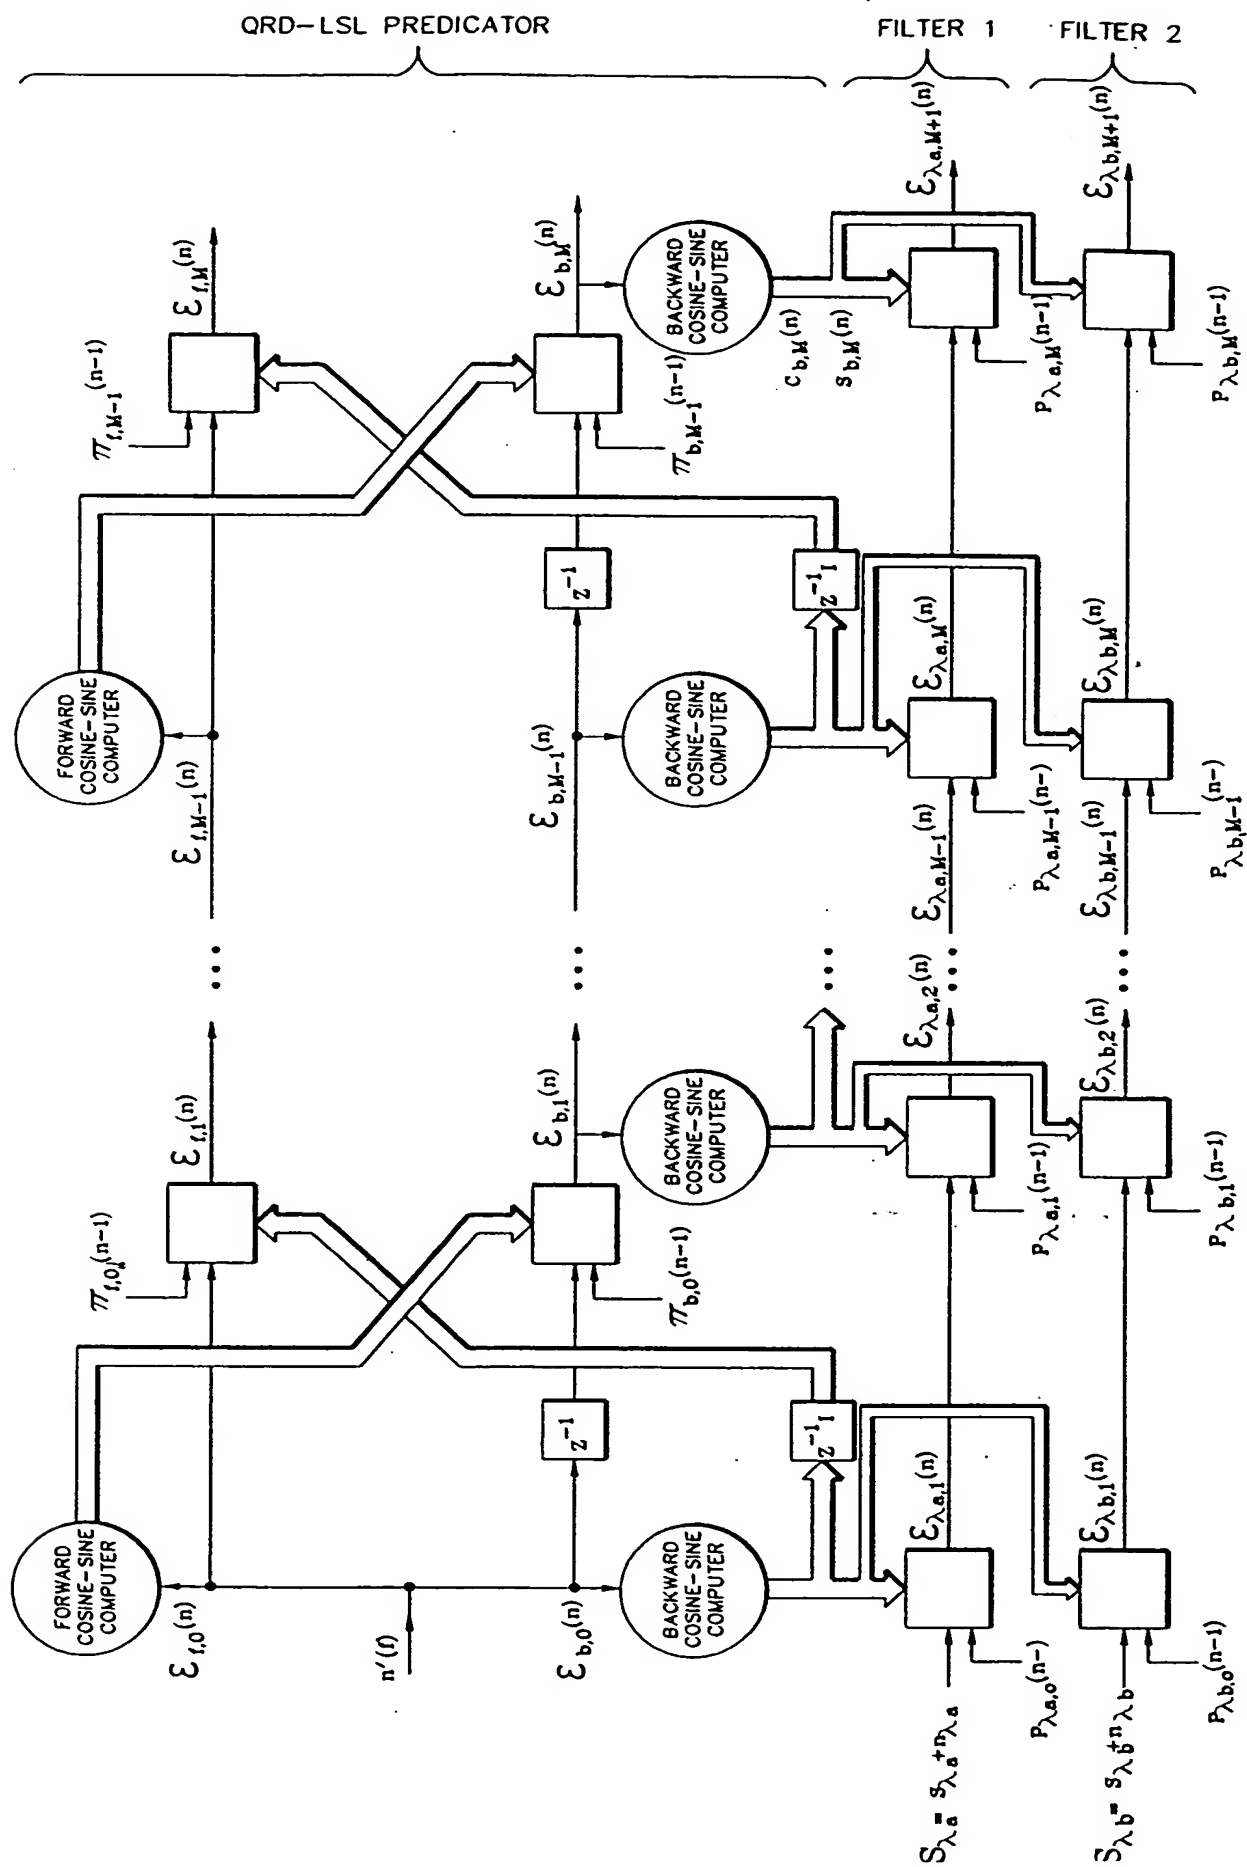 QRD-LSL PREDICATOR
FILTER 1
FILTER 2
FORWARD
COSINE-SINE
COMPUTER
FORWARD
COSINE-SINE
COMPUTER
ε_{f,0}(n)
π_{f,0}(n-1)
ε_{f,1}(n)
...
ε_{f,M-1}(n)
π_{f,M-1}(n-1)
ε_{f,M}(n)
n'(f)
ε_{b,0}(n)
Z^{-1}
π_{b,0}(n-1)
ε_{b,1}(n)
...
ε_{b,M-1}(n)
Z^{-1}
π_{b,M-1}(n-1)
ε_{b,M}(n)
BACKWARD
COSINE-SINE
COMPUTER
BACKWARD
COSINE-SINE
COMPUTER
BACKWARD
COSINE-SINE
COMPUTER
BACKWARD
COSINE-SINE
COMPUTER
Z^{-1}I
...
Z^{-1}I
C_{b,M}(n)
S_{b,M}(n)
S_{λa} = s_{λa}+n_{λa}
P_{λa,0}(n-)
ε_{λa,1}(n)
P_{λa,1}(n-1)
ε_{λa,2}(n)
...
ε_{λa,M-1}(n)
P_{λa,M-1}(n-)
ε_{λa,M}(n)
P_{λa,M}(n-1)
ε_{λa,M+1}(n)
S_{λb} = s_{λb}+n_{λb}
P_{λb,0}(n-1)
ε_{λb,1}(n)
P_{λb,1}(n-1)
ε_{λb,2}(n)
...
ε_{λb,M-1}(n)
P_{λb,M-1}(n-)
ε_{λb,M}(n)
P_{λb,M}(n-1)
ε_{λb,M+1}(n)